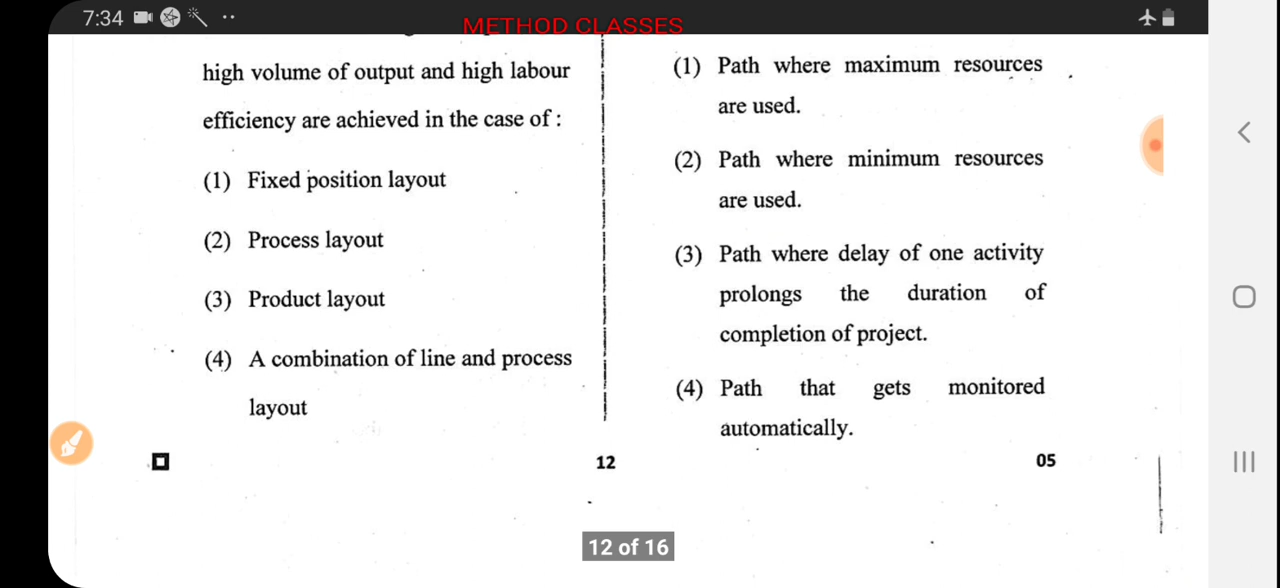 7:34
METHOD CLASSES
high volume of output and high labour
efficiency are achieved in the case of :
(1) Fixed position layout
(2) Process layout
(3) Product layout
(4) A combination of line and process
layout
(1) Path where maximum resources
are used.
(2) Path where minimum resources
are used.
(3) Path where delay of one activity
prolongs the duration of
completion of project.
(4) Path that gets monitored
automatically.
12
05
12 of 16